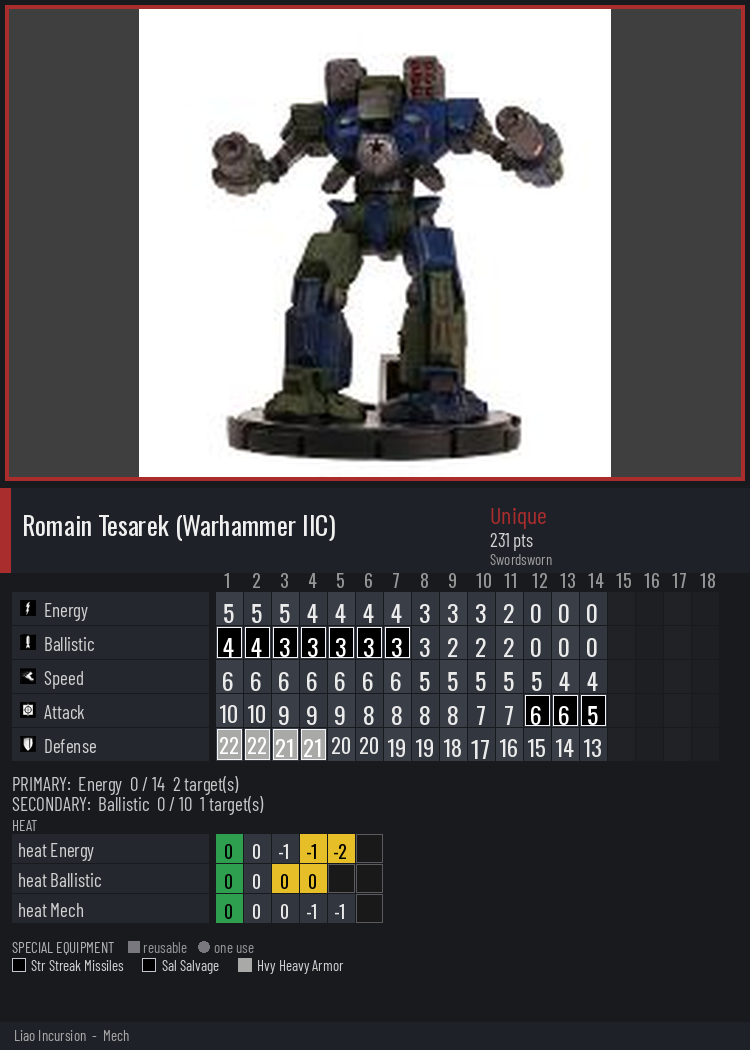 Romain Tesarek (Warhammer IIC)
Unique
231 pts
Swordsworn
1 2 3 4 5 6 7 8 9 10 11 12 13 14 15 16 17 18
Energy 5 5 5 4 4 4 4 3 3 3 2 0 0 0
Ballistic 4 4 3 3 3 3 3 3 2 2 2 0 0 0
Speed 6 6 6 6 6 6 6 5 5 5 5 5 4 4
Attack 10 10 9 9 9 8 8 8 8 7 7 6 6 5
Defense 22 22 21 21 20 20 19 19 18 17 16 15 14 13
PRIMARY: Energy 0 / 14 2 target(s)
SECONDARY: Ballistic 0 / 10 1 target(s)
HEAT
heat Energy 0 0 -1 -1 -2
heat Ballistic 0 0 0 0
heat Mech 0 0 0 -1 -1
SPECIAL EQUIPMENT reusable one use
Str Streak Missiles Sal Salvage Hvy Heavy Armor
Liao Incursion - Mech